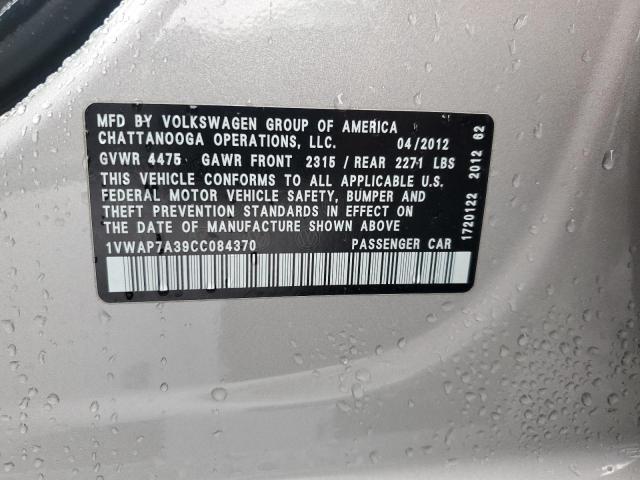 MFD BY VOLKSWAGEN GROUP OF AMERICA
CHATTANOOGA OPERATIONS, LLC. 04/2012
GVWR 4475 GAWR FRONT 2315 / REAR 2271 LBS
THIS VEHICLE CONFORMS TO ALL APPLICABLE U.S.
FEDERAL MOTOR VEHICLE SAFETY, BUMPER AND
THEFT PREVENTION STANDARDS IN EFFECT ON
THE DATE OF MANUFACTURE SHOWN ABOVE
1VWAP7A39CC084370 PASSENGER CAR
1720122 2012 62